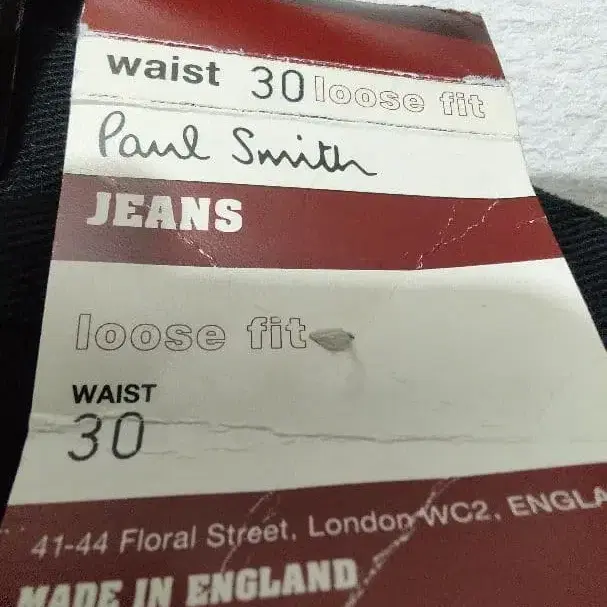 waist 30 loose fit
Paul Smith
JEANS
loose fit
WAIST
30
41-44 Floral Street, London WC2, ENGLA
MADE IN ENGLAND